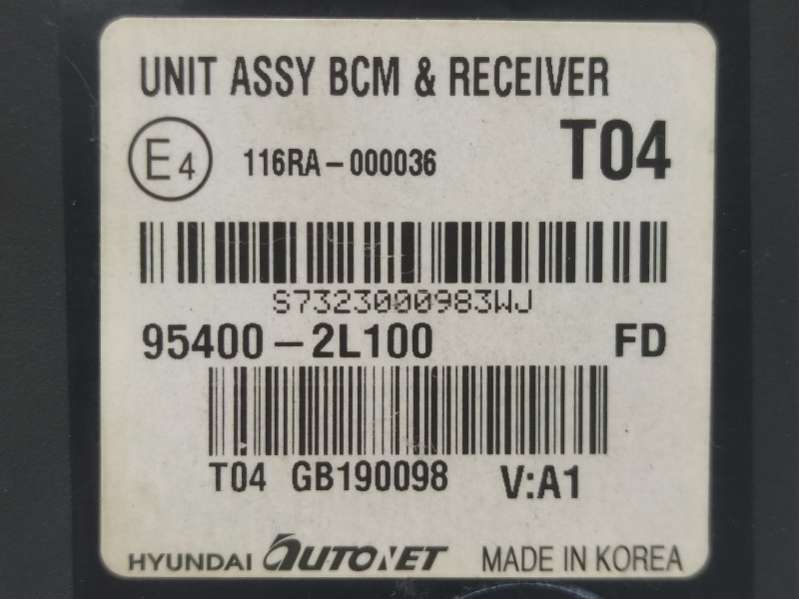 UNIT ASSY BCM & RECEIVER
E4 116RA-000036 T04
S7323000983WJ
95400-2L100 FD
T04 GB190098 V:A1
HYUNDAI AUTONET MADE IN KOREA